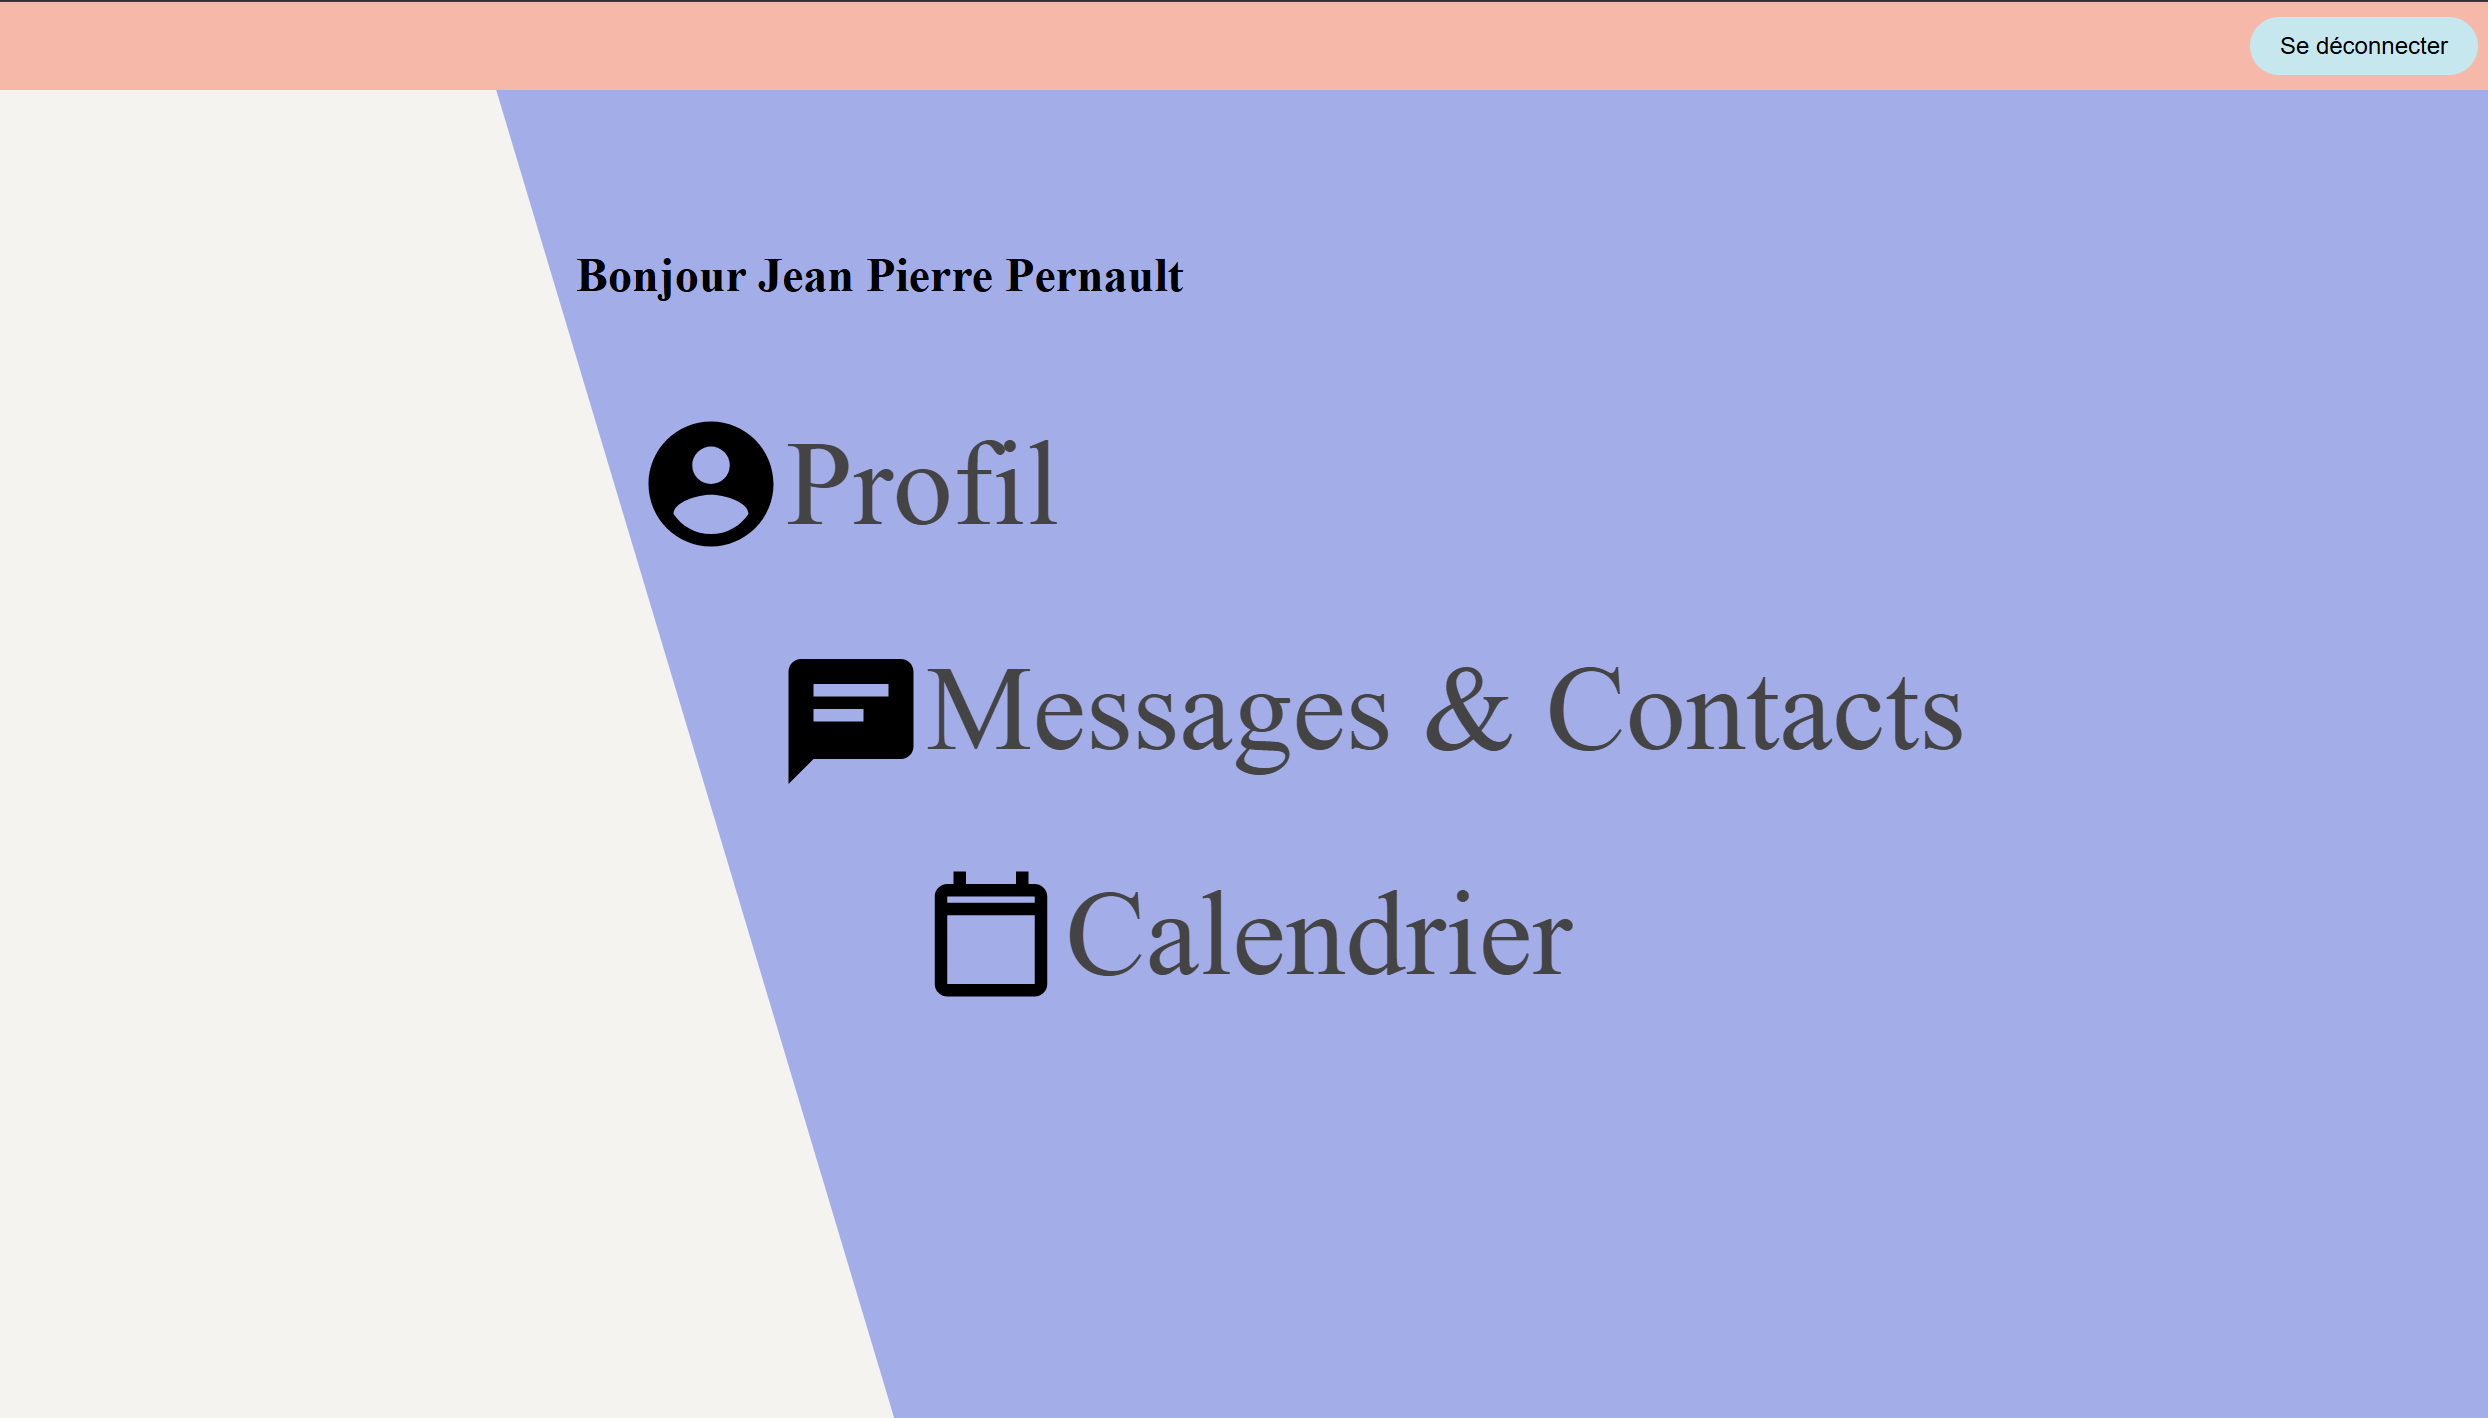 Se déconnecter
Bonjour Jean Pierre Pernault
Profil
Messages & Contacts
Calendrier